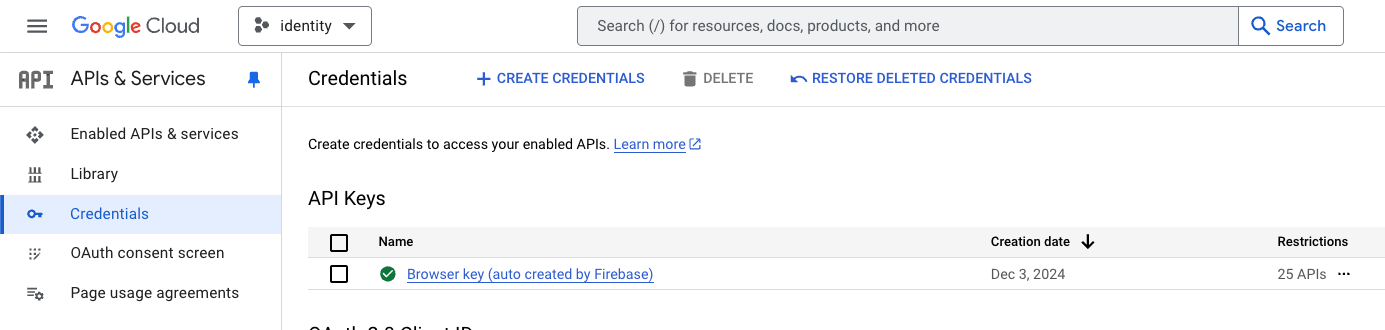 Google Cloud
identity
Search (/) for resources, docs, products, and more
Search
API
APIs & Services
Credentials
CREATE CREDENTIALS
DELETE
RESTORE DELETED CREDENTIALS
Enabled APIs & services
Library
Credentials
OAuth consent screen
Page usage agreements
Create credentials to access your enabled APIs. Learn more
API Keys
Name
Creation date
Restrictions
Browser key (auto created by Firebase)
Dec 3, 2024
25 APIs